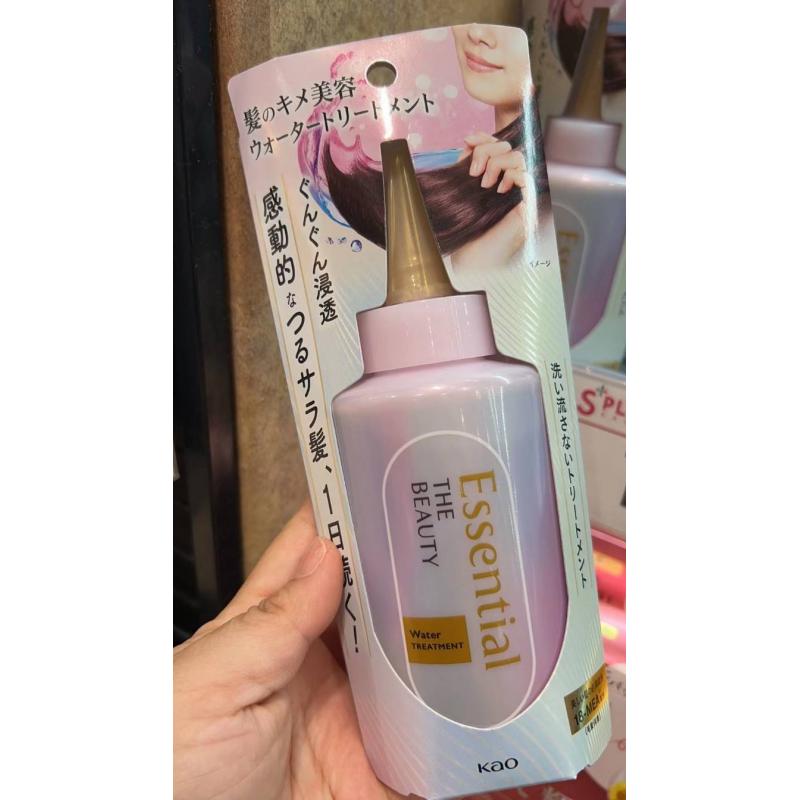 髪のキメ美容
ウォータートリートメント
ぐんぐん浸透
感動的なつるサラ髪、1日続く!
イメージ
洗い流さないトリートメント
Essential
THE
BEAUTY
Water
TREATMENT
18-MEA
Kao